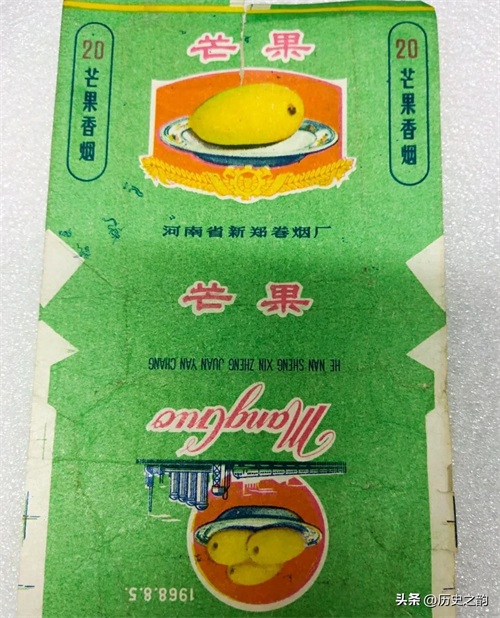 芒果
20
芒果香烟
20
芒果香烟
河南省新郑卷烟厂
芒果
HE NAN SHENG XIN ZHENG JUAN YAN CHANG
MangGuo
1968.8.5.
头条 @历史之韵